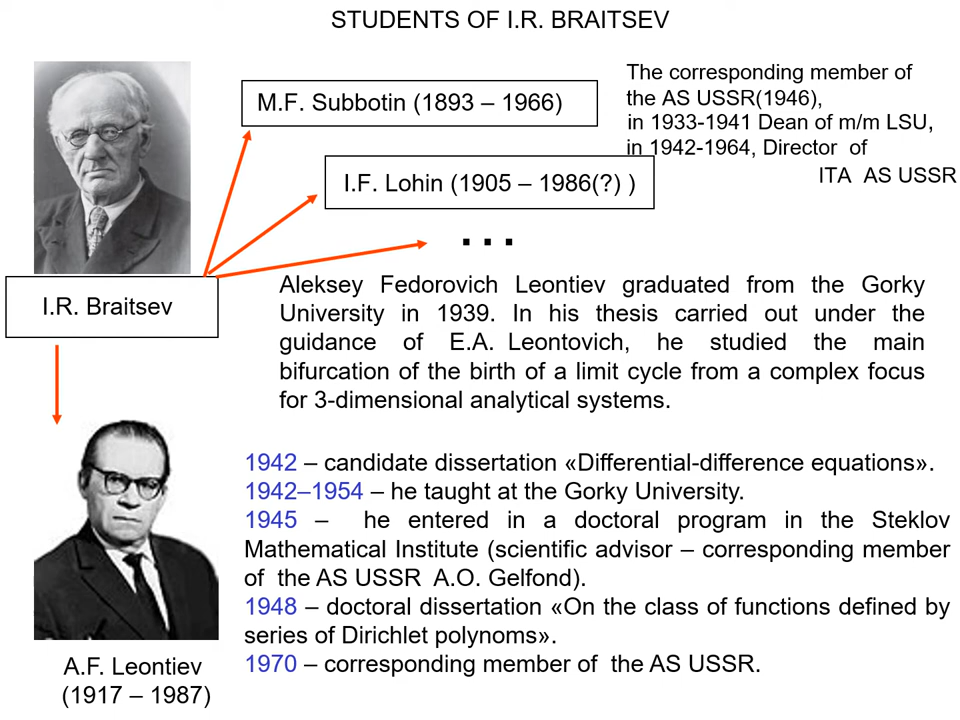 STUDENTS OF I.R. BRAITSEV
M.F. Subbotin (1893 – 1966)
The corresponding member of
the AS USSR(1946),
in 1933-1941 Dean of m/m LSU,
in 1942-1964, Director of
ITA AS USSR
I.F. Lohin (1905 – 1986(?) )
...
I.R. Braitsev
Aleksey Fedorovich Leontiev graduated from the Gorky
University in 1939. In his thesis carried out under the
guidance of E.A. Leontovich, he studied the main
bifurcation of the birth of a limit cycle from a complex focus
for 3-dimensional analytical systems.
1942 – candidate dissertation «Differential-difference equations».
1942–1954 – he taught at the Gorky University.
1945 – he entered in a doctoral program in the Steklov
Mathematical Institute (scientific advisor – corresponding member
of the AS USSR A.O. Gelfond).
1948 – doctoral dissertation «On the class of functions defined by
series of Dirichlet polynoms».
1970 – corresponding member of the AS USSR.
A.F. Leontiev
(1917 – 1987)